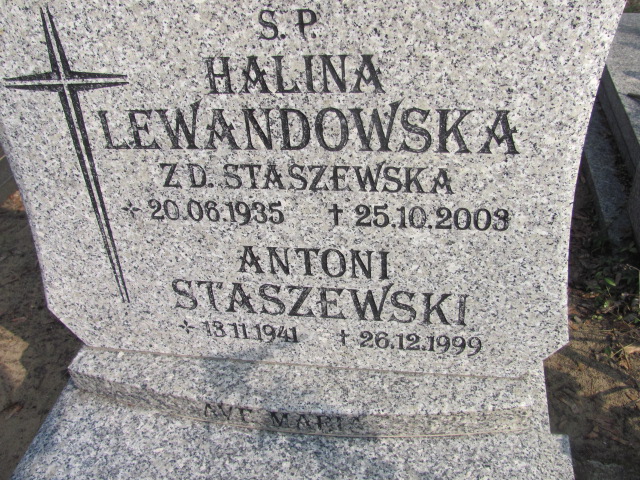 Ś.P.
HALINA
LEWANDOWSKA
Z D. STASZEWSKA
20.06.1935 † 25.10.2003
ANTONI
STASZEWSKI
13.11.1941 † 26.12.1999
AVE MARIA